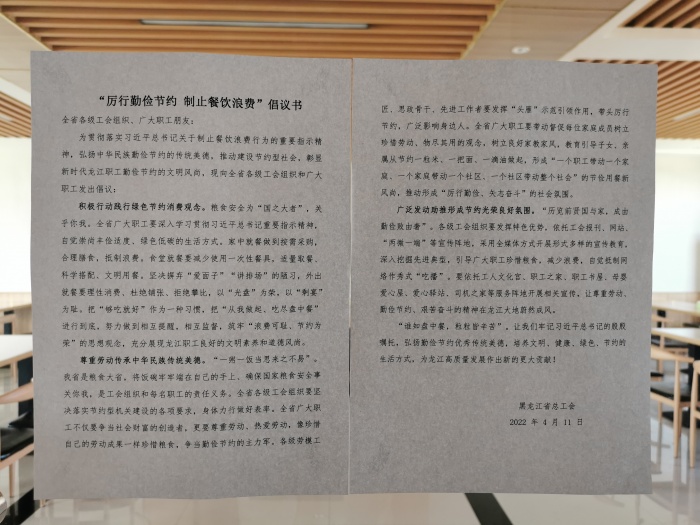 “厉行勤俭节约 制止餐饮浪费”倡议书
全省各级工会组织、广大职工朋友：
为贯彻落实习近平总书记关于制止餐饮浪费行为的重要指示精
神，弘扬中华民族勤俭节约的传统美德，推动建设节约型社会，彰显
新时代龙江职工勤俭节约的文明风尚，现向全省各级工会组织和广大
职工发出倡议：
积极行动践行绿色节约消费观念。粮食安全为“国之大者”，关
乎你我。全省广大职工要深入学习贯彻习近平总书记重要指示精神，
自觉崇尚丰俭适度、绿色低碳的生活方式。家中就餐做到按需采购，
合理膳食，抵制浪费。食堂就餐要减少使用一次性餐具，适量取餐、
科学搭配、文明用餐。坚决摒弃“爱面子”“讲排场”的陋习，外出
就餐要理性消费、杜绝铺张、拒绝攀比，以“光盘”为荣，以“剩宴”
为耻。把“够吃就好”作为一种习惯，把“从我做起、吃尽盘中餐”
进行到底。努力做到相互提醒，相互监督，筑牢“浪费可耻、节约为
荣”的思想观念，充分展现龙江职工良好的文明素养和道德风尚。
尊重劳动传承中华民族传统美德。“一粥一饭当思来之不易”。
我省是粮食大省，将饭碗牢牢端在自己的手上，确保国家粮食安全事
关你我，是工会组织和每名职工的责任义务。全省各级工会组织要坚
决落实节约型机关建设的各项要求，身体力行做好表率。全省广大职
工不仅要争当社会财富的创造者，更要尊重劳动、热爱劳动，像珍惜
自己的劳动成果一样珍惜粮食，争当勤俭节约的主力军。各级劳模工
匠、思政骨干、先进工作者要发挥“头雁”示范引领作用，带头厉行
节约，广泛影响身边人。全省广大职工要带动督促每位家庭成员树立
珍惜劳动、物尽其用的观念，树立良好家教家风，教育引导子女、亲
属从节约一粒米、一把面、一滴油做起，形成“一个职工带动一个家
庭、一个家庭带动一个社区、一个社区带动整个社会”的节俭用餐新
风尚，推动形成“厉行勤俭、矢志奋斗”的社会氛围。
广泛发动助推形成节约光荣良好氛围。“历览前贤国与家，成由
勤俭败由奢”。各级工会组织要发挥特色优势，依托工会报刊、网站、
“两微一端”等宣传阵地，采用全媒体方式开展形式多样的宣传教育，
深入挖掘先进典型，引导广大职工珍惜粮食，减少浪费，自觉抵制网
络作秀式“吃播”。要依托工人文化宫、职工之家、职工书屋、母婴
爱心屋、爱心驿站、司机之家等服务阵地开展相关宣传，让尊重劳动、
勤俭节约、艰苦奋斗的精神在龙江大地蔚然成风。
“谁知盘中餐，粒粒皆辛苦”，让我们牢记习近平总书记的殷殷
嘱托，弘扬勤俭节约的优秀传统美德，培养文明、健康、绿色、节约的
生活方式，为龙江高质量发展作出新的更大贡献！
黑龙江省总工会
2022 年 4 月 11 日